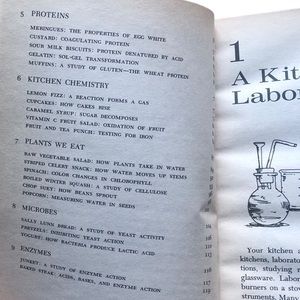 5 PROTEINS
MERINGUES: THE PROPERTIES OF EGG WHITE
CUSTARD: COAGULATING PROTEIN
SOUR MILK BISCUITS: PROTEIN DENATURED BY ACID
GELATIN: SOL-GEL TRANSFORMATION
MUFFINS: A STUDY OF GLUTEN—THE WHEAT PROTEIN
6 KITCHEN CHEMISTRY
LEMON FIZZ: A REACTION FORMS A GAS
CUPCAKES: HOW CAKES RISE
CARAMEL SYRUP: SUGAR DECOMPOSES
VITAMIN C FRUIT SALAD: OXIDATION OF FRUIT
FRUIT AND TEA PUNCH: TESTING FOR IRON
7 PLANTS WE EAT
RAW VEGETABLE SALAD: HOW PLANTS TAKE IN WATER
STRIPED CELERY SNACK: HOW WATER MOVES UP STEMS
SPINACH: COLOR CHANGES IN CHLOROPHYLL
BOILED WINTER SQUASH: A STUDY OF CELLULOSE
CHOP SUEY: HOW BEANS SPROUT
POPCORN: MEASURING WATER IN SEEDS
8 MICROBES
SALLY LUNN BREAD: A STUDY OF YEAST ACTIVITY
PRETZELS: INHIBITING YEAST ACTION
YOGURT: HOW BACTERIA PRODUCE LACTIC ACID
9 ENZYMES
JUNKET: A STUDY OF ENZYME ACTION
BAKED STEAK: ACIDS, BASES, AND ENZYME ACTION
1
A Kit
Labor
Your kitchen
kitchens, laborato
tions, studying
glassware. Labor
burners on a stov
instruments. Many